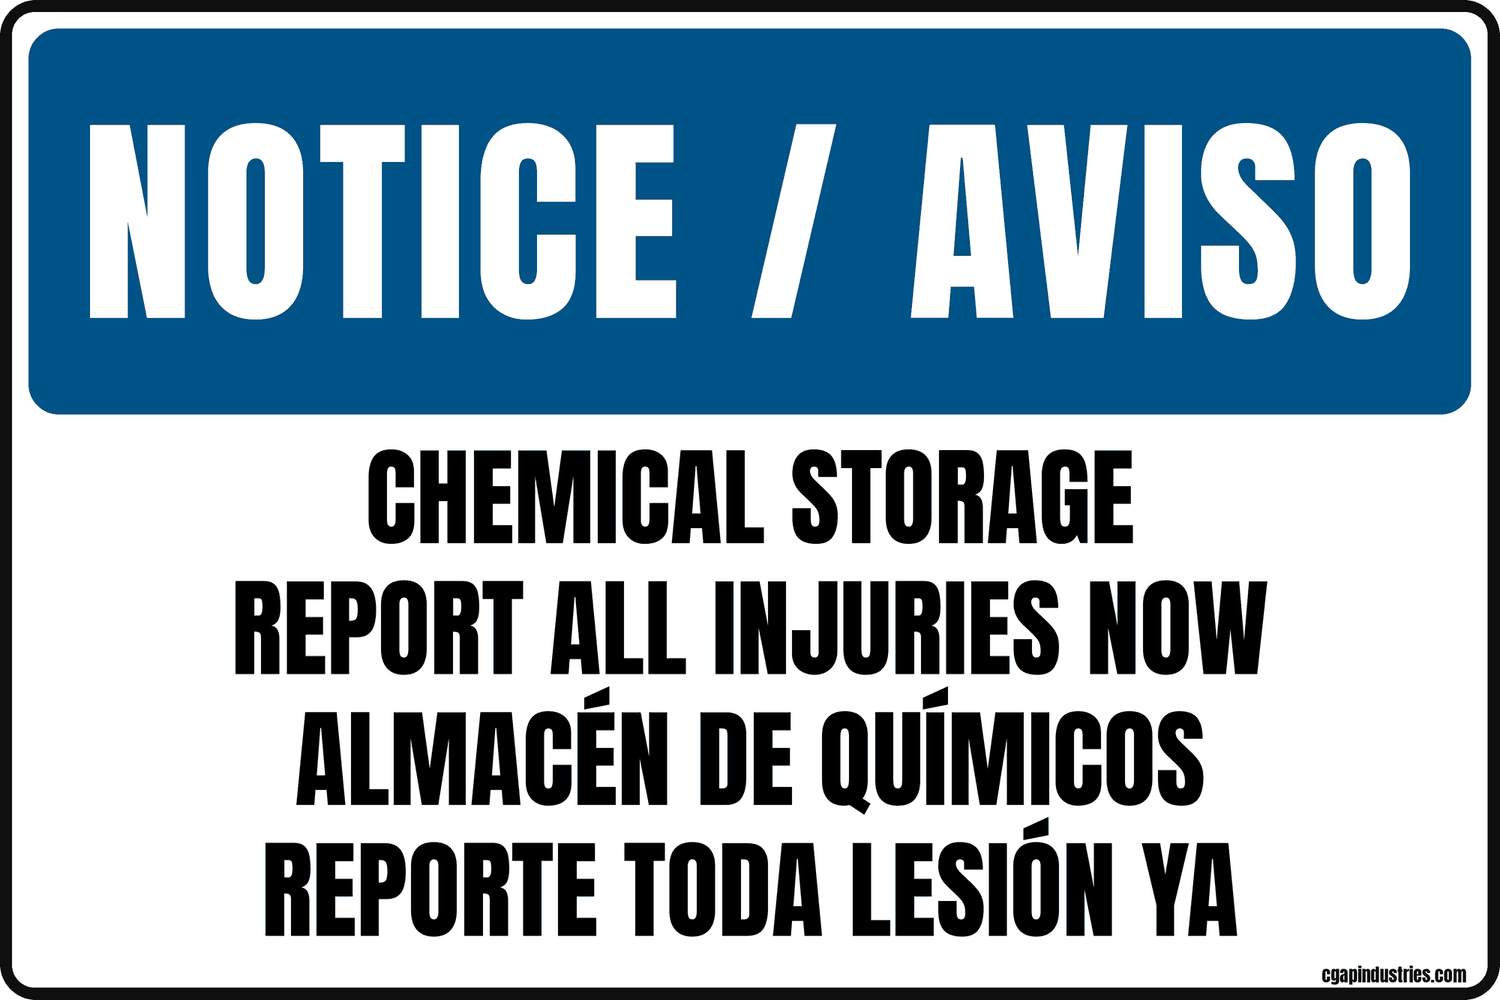 NOTICE / AVISO
CHEMICAL STORAGE
REPORT ALL INJURIES NOW
ALMACÉN DE QUÍMICOS
REPORTE TODA LESIÓN YA
cgapindustries.com